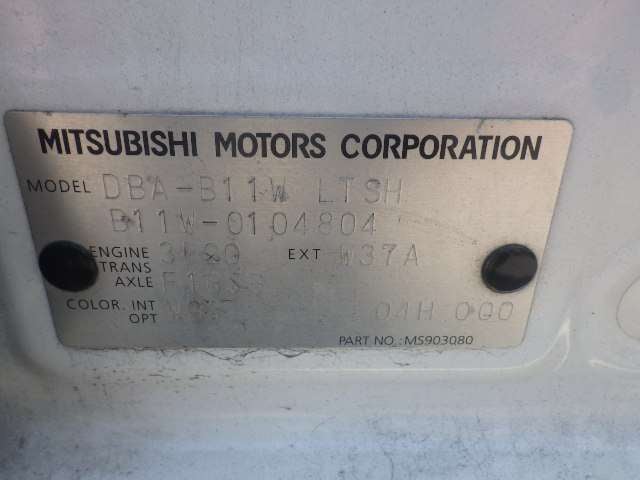 MITSUBISHI MOTORS CORPORATION
MODEL DBA-B11W LTSH
B11W-0104804
ENGINE EXT W37A
TRANS
AXLE
COLOR. INT 04H 000
OPT
PART NO,: MS903080